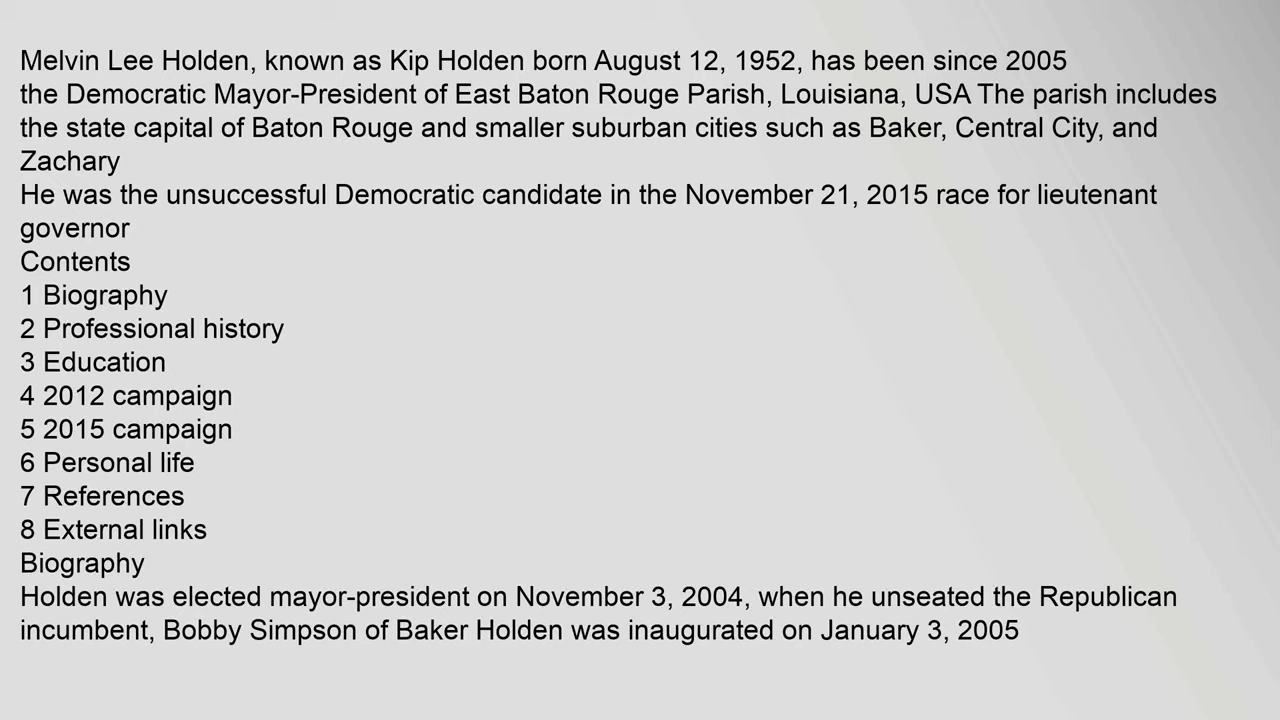 Melvin Lee Holden, known as Kip Holden born August 12, 1952, has been since 2005
the Democratic Mayor-President of East Baton Rouge Parish, Louisiana, USA The parish includes
the state capital of Baton Rouge and smaller suburban cities such as Baker, Central City, and
Zachary
He was the unsuccessful Democratic candidate in the November 21, 2015 race for lieutenant
governor
Contents
1 Biography
2 Professional history
3 Education
4 2012 campaign
5 2015 campaign
6 Personal life
7 References
8 External links
Biography
Holden was elected mayor-president on November 3, 2004, when he unseated the Republican
incumbent, Bobby Simpson of Baker Holden was inaugurated on January 3, 2005